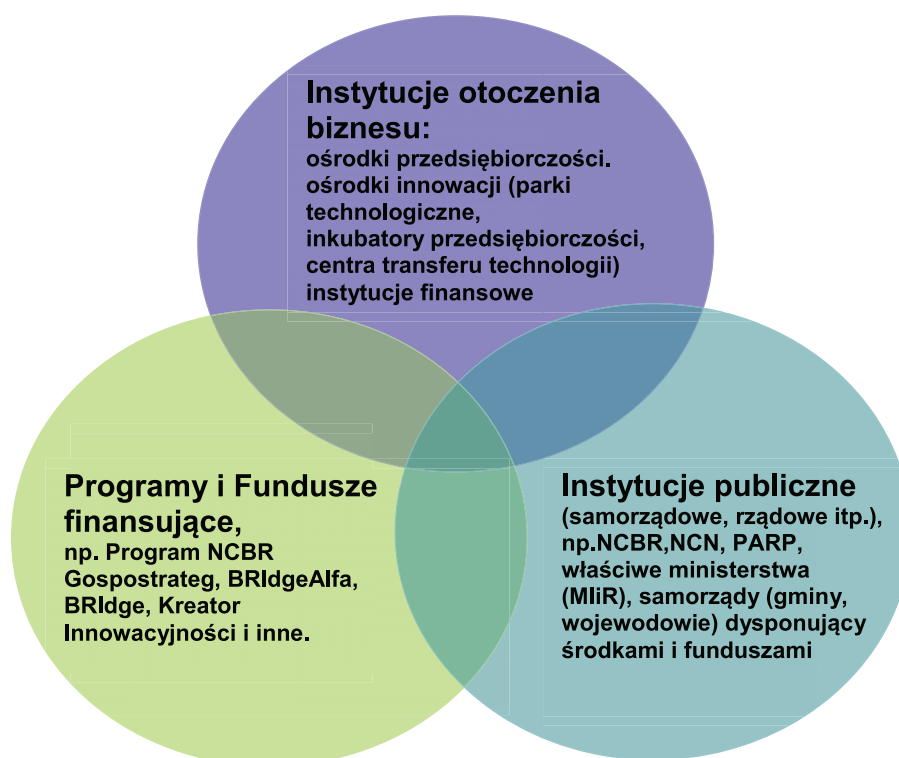 Instytucje otoczenia
biznesu:
ośrodki przedsiębiorczości.
ośrodki innowacji (parki
technologiczne,
inkubatory przedsiębiorczości,
centra transferu technologii)
instytucje finansowe
Programy i Fundusze
finansujące,
np. Program NCBR
Gospostrateg, BRIdgeAlfa,
BRIdge, Kreator
Innowacyjności i inne.
Instytucje publiczne
(samorządowe, rządowe itp.),
np.NCBR,NCN, PARP,
właściwe ministerstwa
(MIiR), samorządy (gminy,
wojewodowie) dysponujący
środkami i funduszami